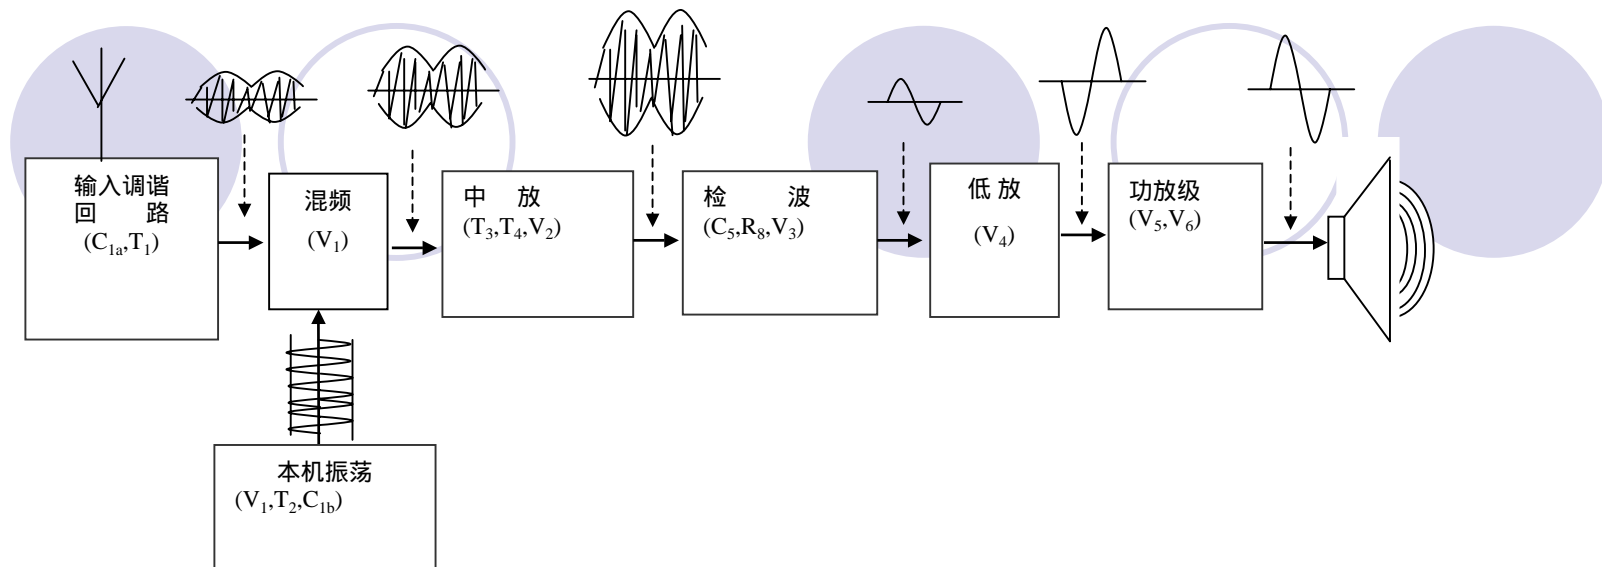 输入调谐
回 路
(C₁ₐ,T₁)
混频
(V₁)
中 放
(T₃,T₄,V₂)
检 波
(C₅,R₈,V₃)
低 放
(V₄)
功放级
(V₅,V₆)
本机振荡
(V₁,T₂,C₁b)